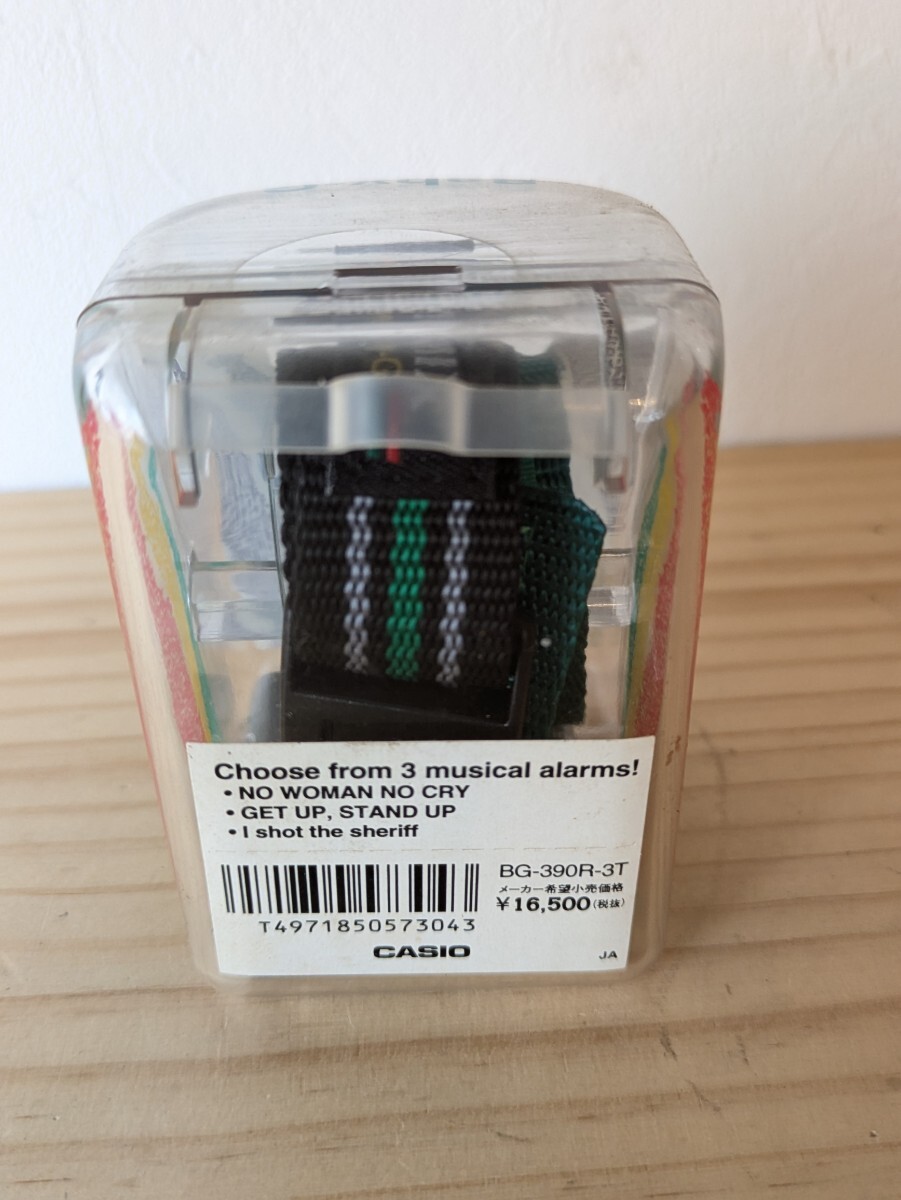 Choose from 3 musical alarms!
• NO WOMAN NO CRY
• GET UP, STAND UP
• I shot the sheriff
BG-390R-3T
メーカー希望小売価格
¥16,500(税抜)
T4971850573043
CASIO
JA